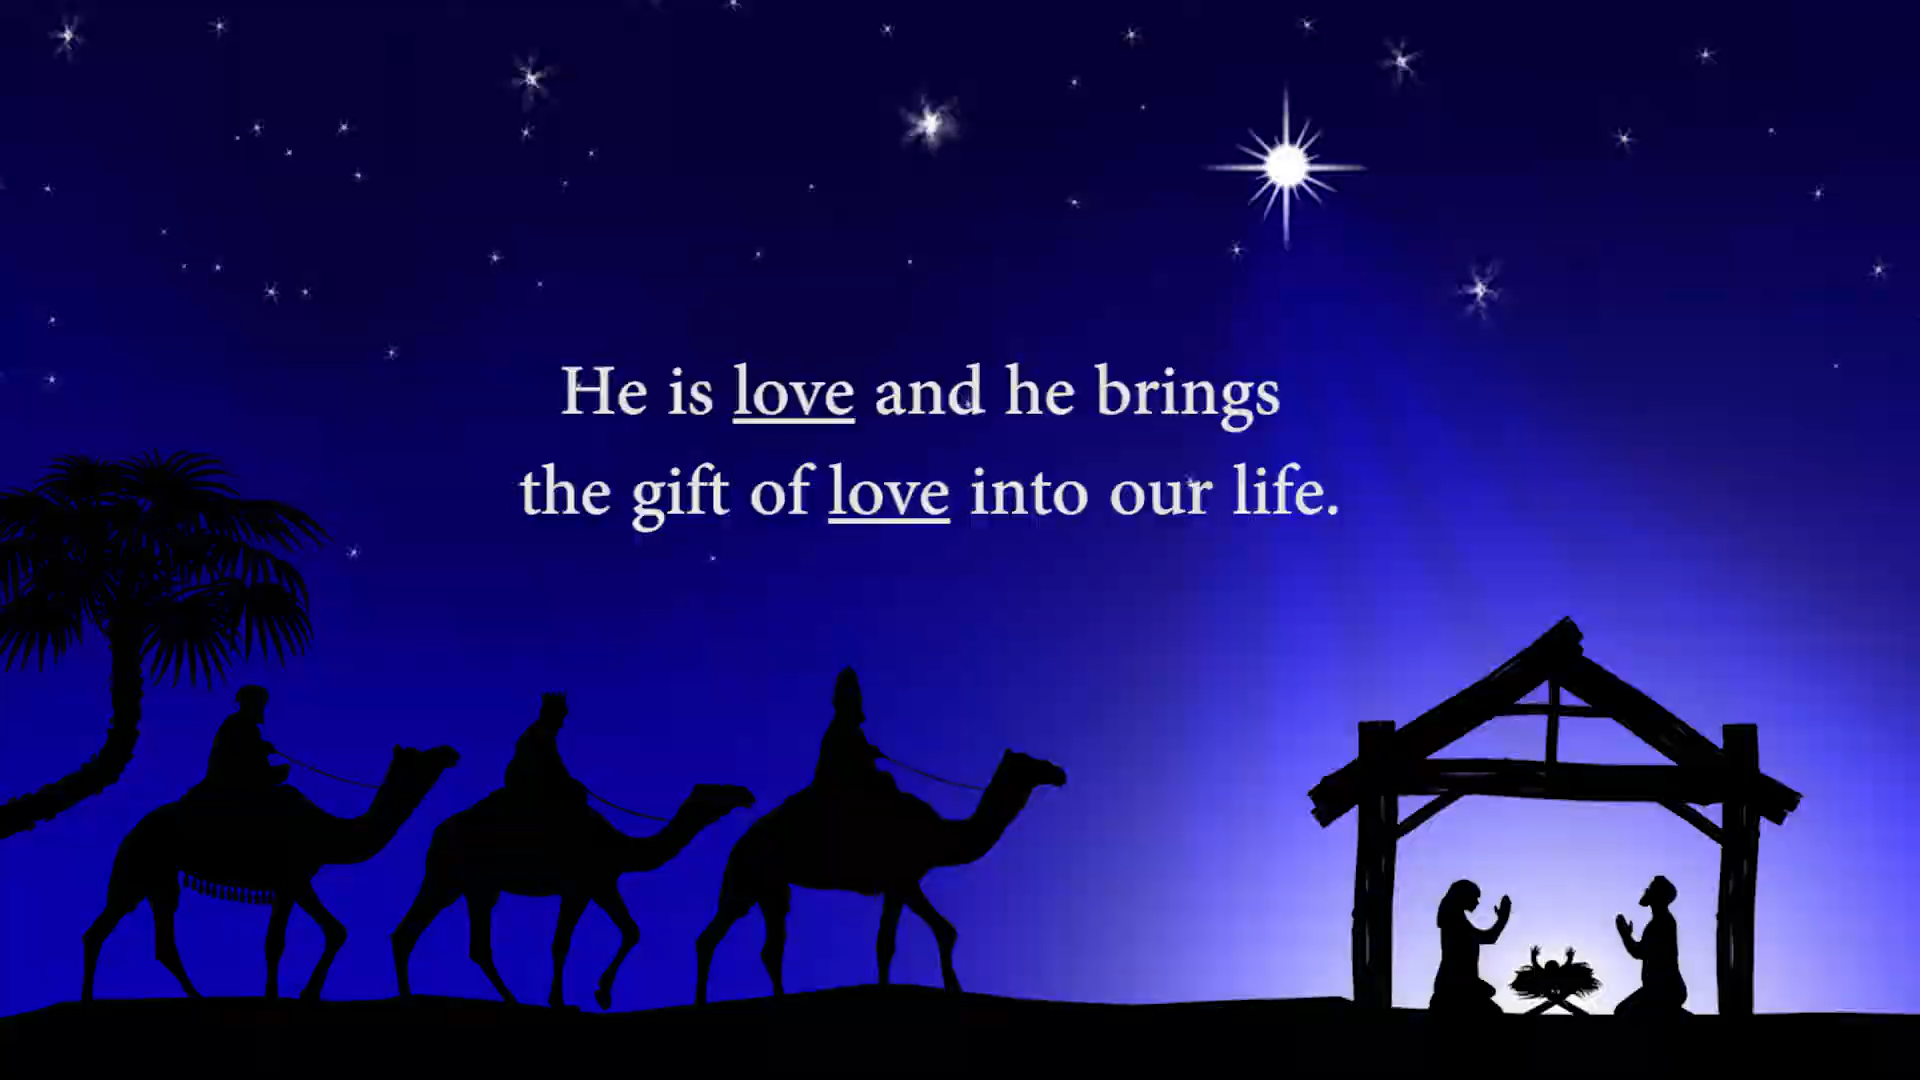 He is love and he brings
the gift of love into our life.